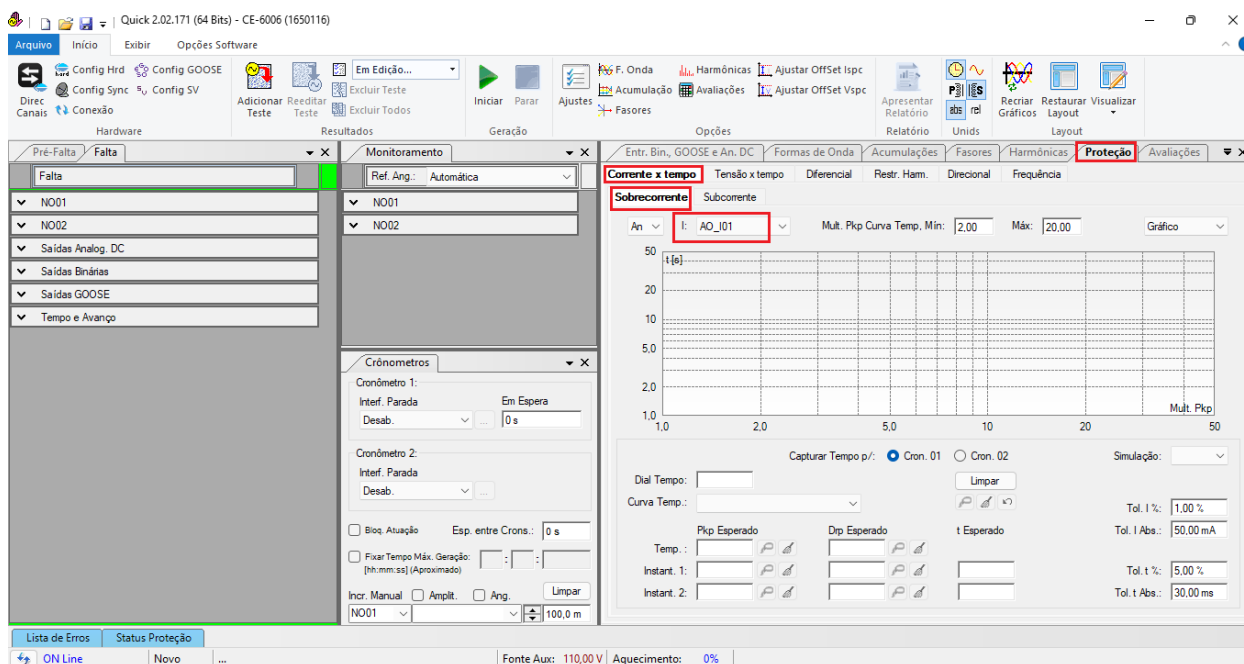 Quick 2.02.171 (64 Bits) - CE-6006 (1650116)
Arquivo Início Exibir Opções Software
Direc Canais
Config Hrd Config GOOSE
Config Sync Config SV
Conexão
Hardware
Adicionar Teste
Reeditar Teste
Em Edição...
Excluir Teste
Excluir Todos
Resultados
Iniciar Parar
Geração
Ajustes
F. Onda Harmônicas Ajustar OffSet Ispc
Acumulação Avaliações Ajustar OffSet Vspc
Fasores
Opções
Apresentar Relatório
Relatório
abs rel
Unids
Recriar Gráficos
Restaurar Layout
Visualizar
Layout
Pré-Falta Falta
Falta
NO01
NO02
Saídas Analog. DC
Saídas Binárias
Saídas GOOSE
Tempo e Avanço
Monitoramento
Ref. Ang.: Automática
NO01
NO02
Crônometros
Cronômetro 1:
Interf. Parada Em Espera
Desab. ... 0 s
Cronômetro 2:
Interf. Parada
Desab. ...
Bloq. Atuação Esp. entre Crons.: 0 s
Fixar Tempo Máx. Geração: : :
[hh:mm:ss] (Aproximado)
Incr. Manual Amplit. Ang. Limpar
NO01 100,0 m
Entr. Bin., GOOSE e An. DC Formas de Onda Acumulações Fasores Harmônicas Proteção Avaliações
Corrente x tempo Tensão x tempo Diferencial Restr. Harm. Direcional Frequência
Sobrecorrente Subcorrente
An I: AO_I01 Mult. Pkp Curva Temp, Mín: 2,00 Máx: 20,00 Gráfico
t [s]
50
20
10
5,0
2,0
1,0
Mult. Pkp
1,0 2,0 5,0 10 20 50
Capturar Tempo p/: Cron. 01 Cron. 02 Simulação:
Dial Tempo: Limpar
Curva Temp.: Tol. I %: 1,00 %
Pkp Esperado Drp Esperado t Esperado Tol. I Abs.: 50,00 mA
Temp. :
Instant. 1: Tol. t %: 5,00 %
Instant. 2: Tol. t Abs.: 30,00 ms
Lista de Erros Status Proteção
ON Line Novo ... Fonte Aux: 110,00 V Aquecimento: 0%